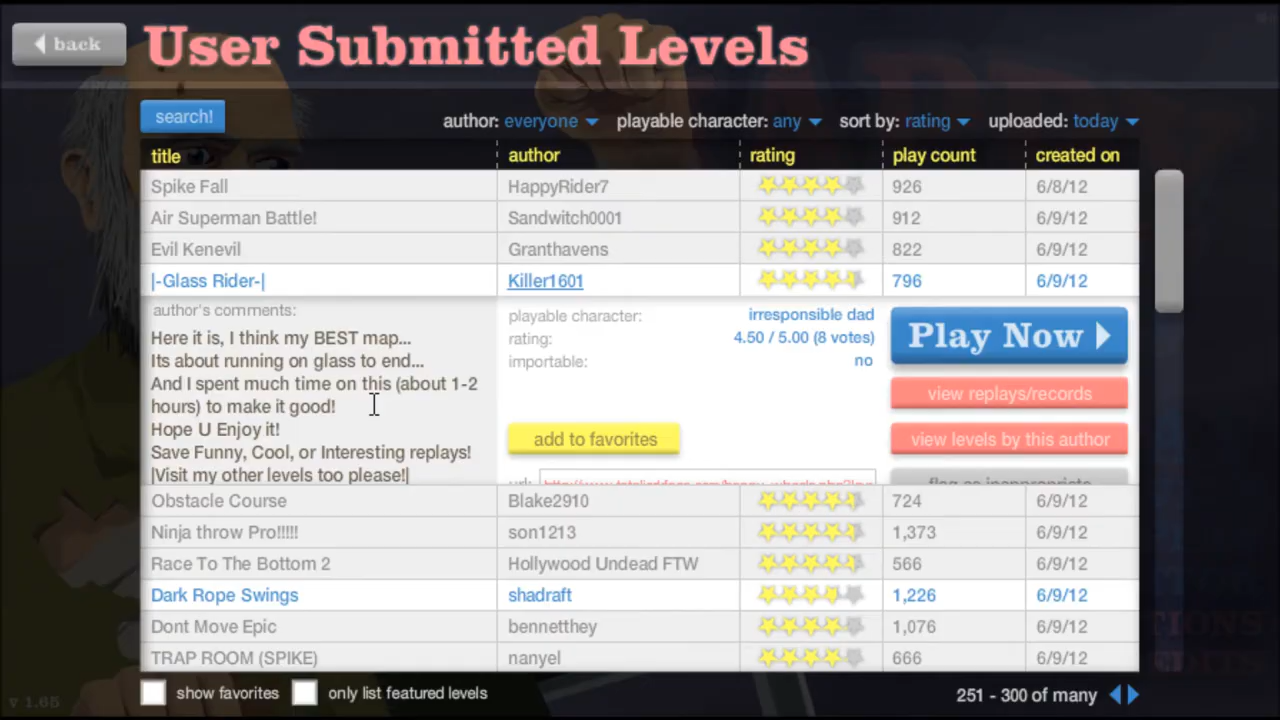 back
User Submitted Levels
search!
author: everyone playable character: any sort by: rating uploaded: today
title author rating play count created on
Spike Fall HappyRider7 926 6/8/12
Air Superman Battle! Sandwitch0001 912 6/9/12
Evil Kenevil Granthavens 822 6/9/12
|-Glass Rider-| Killer1601 796 6/9/12
author's comments:
Here it is, I think my BEST map...
Its about running on glass to end...
And I spent much time on this (about 1-2
hours) to make it good!
Hope U Enjoy it!
Save Funny, Cool, or Interesting replays!
|Visit my other levels too please!|
playable character: irresponsible dad
rating: 4.50 / 5.00 (8 votes)
importable: no
add to favorites
Play Now
view replays/records
view levels by this author
flag as inappropriate
Obstacle Course Blake2910 724 6/9/12
Ninja throw Pro!!!!! son1213 1,373 6/9/12
Race To The Bottom 2 Hollywood Undead FTW 566 6/9/12
Dark Rope Swings shadraft 1,226 6/9/12
Dont Move Epic bennetthey 1,076 6/9/12
TRAP ROOM (SPIKE) nanyel 666 6/9/12
show favorites only list featured levels 251 - 300 of many
v 1.65